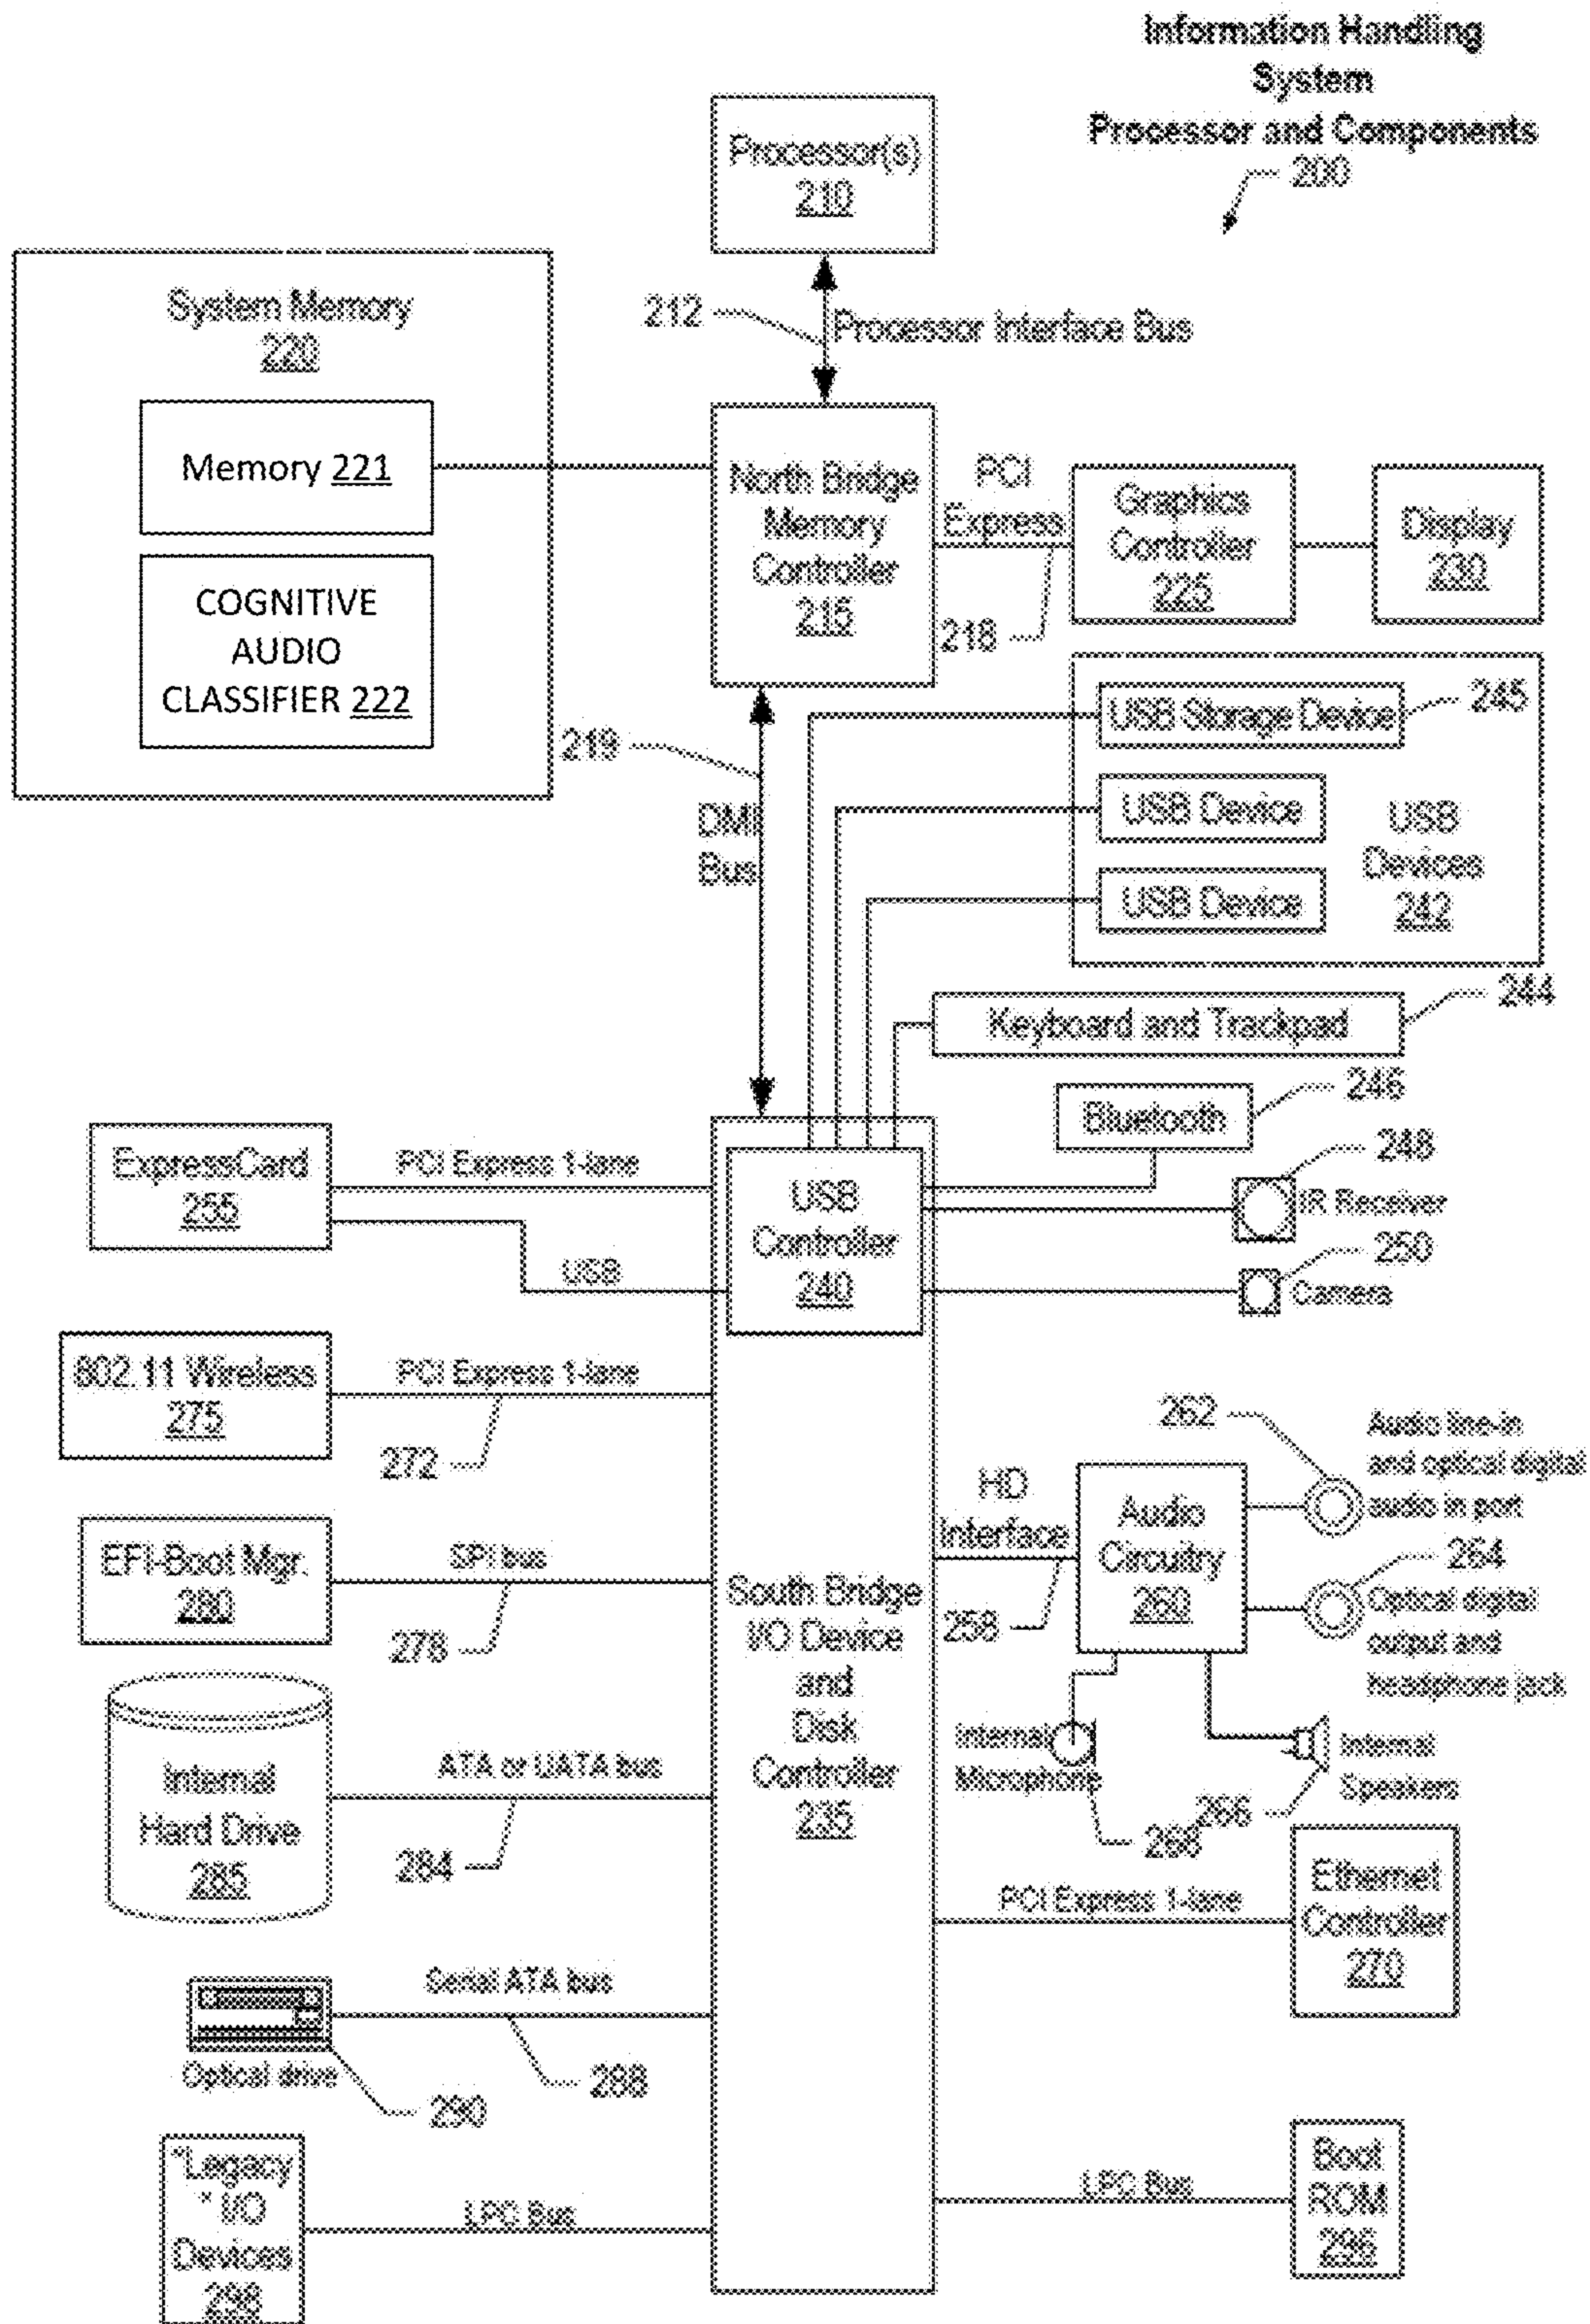 Information Handling
System
Processor and Components
200
Processor(s)
210
212
Processor Interface Bus
System Memory
220
Memory 221
COGNITIVE
AUDIO
CLASSIFIER 222
North Bridge
Memory
Controller
215
PCI
Express
218
Graphics
Controller
225
Display
230
219
DMI
Bus
USB Storage Device
245
USB Device
USB Device
USB
Devices
242
Keyboard and Trackpad
244
Bluetooth
246
248
IR Receiver
250
Camera
ExpressCard
255
PCI Express 1-lane
USB
USB
Controller
240
802.11 Wireless
275
PCI Express 1-lane
272
EFI-Boot Mgr.
280
SPI bus
278
Internal
Hard Drive
285
ATA or UATA bus
284
Serial ATA bus
288
Optical drive
290
"Legacy
" I/O
Devices
298
LPC Bus
South Bridge
I/O Device
and
Disk
Controller
235
HD
Interface
258
Audio
Circuitry
260
262
Audio line-in
and optical digital
audio in port
264
Optical digital
output and
headphone jack
Internal
Microphone
268
266
Internal
Speakers
PCI Express 1-lane
Ethernet
Controller
270
LPC Bus
Boot
ROM
296